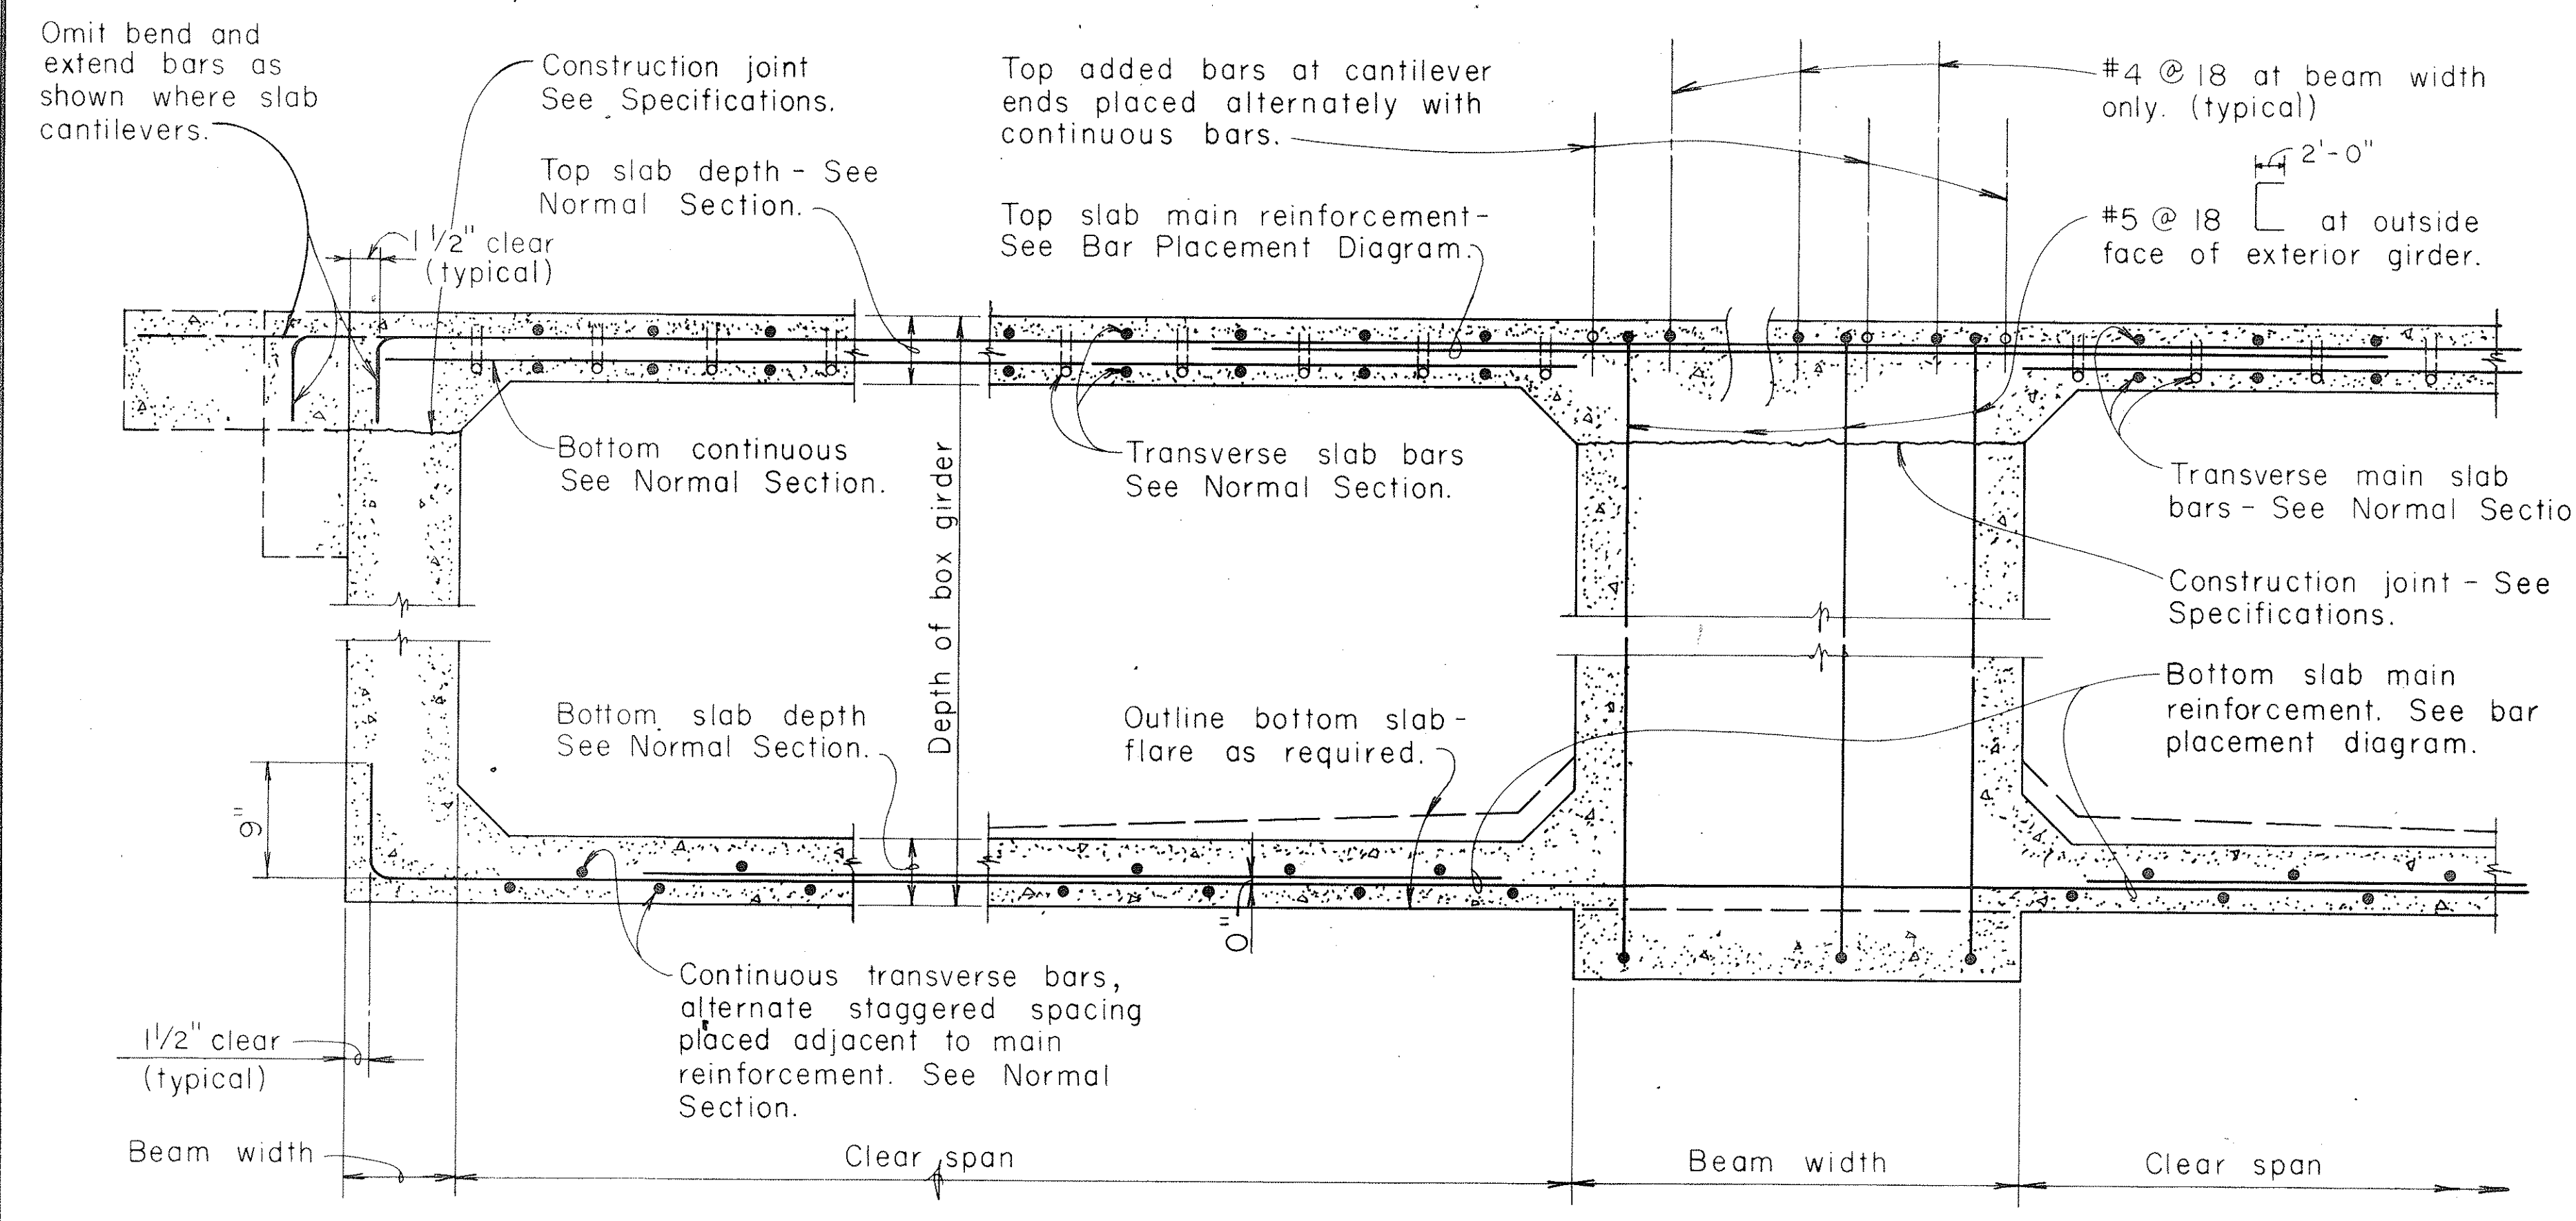 Omit bend and
extend bars as
shown where slab
cantilevers.
Construction joint
See Specifications.
Top slab depth - See
Normal Section.
1 1/2" clear
(typical)
Top added bars at cantilever
ends placed alternately with
continuous bars.
Top slab main reinforcement-
See Bar Placement Diagram.
#4 @ 18 at beam width
only. (typical)
2'-0"
#5 @ 18 at outside
face of exterior girder.
Bottom continuous
See Normal Section.
Depth of box girder
Transverse slab bars
See Normal Section.
Transverse main slab
bars - See Normal Sectio
Construction joint - See
Specifications.
Bottom slab main
reinforcement. See bar
placement diagram.
Bottom slab depth
See Normal Section.
Outline bottom slab-
flare as required.
9"
0"
Continuous transverse bars,
alternate staggered spacing
placed adjacent to main
reinforcement. See Normal
Section.
1 1/2" clear
(typical)
Beam width
Clear span
Beam width
Clear span